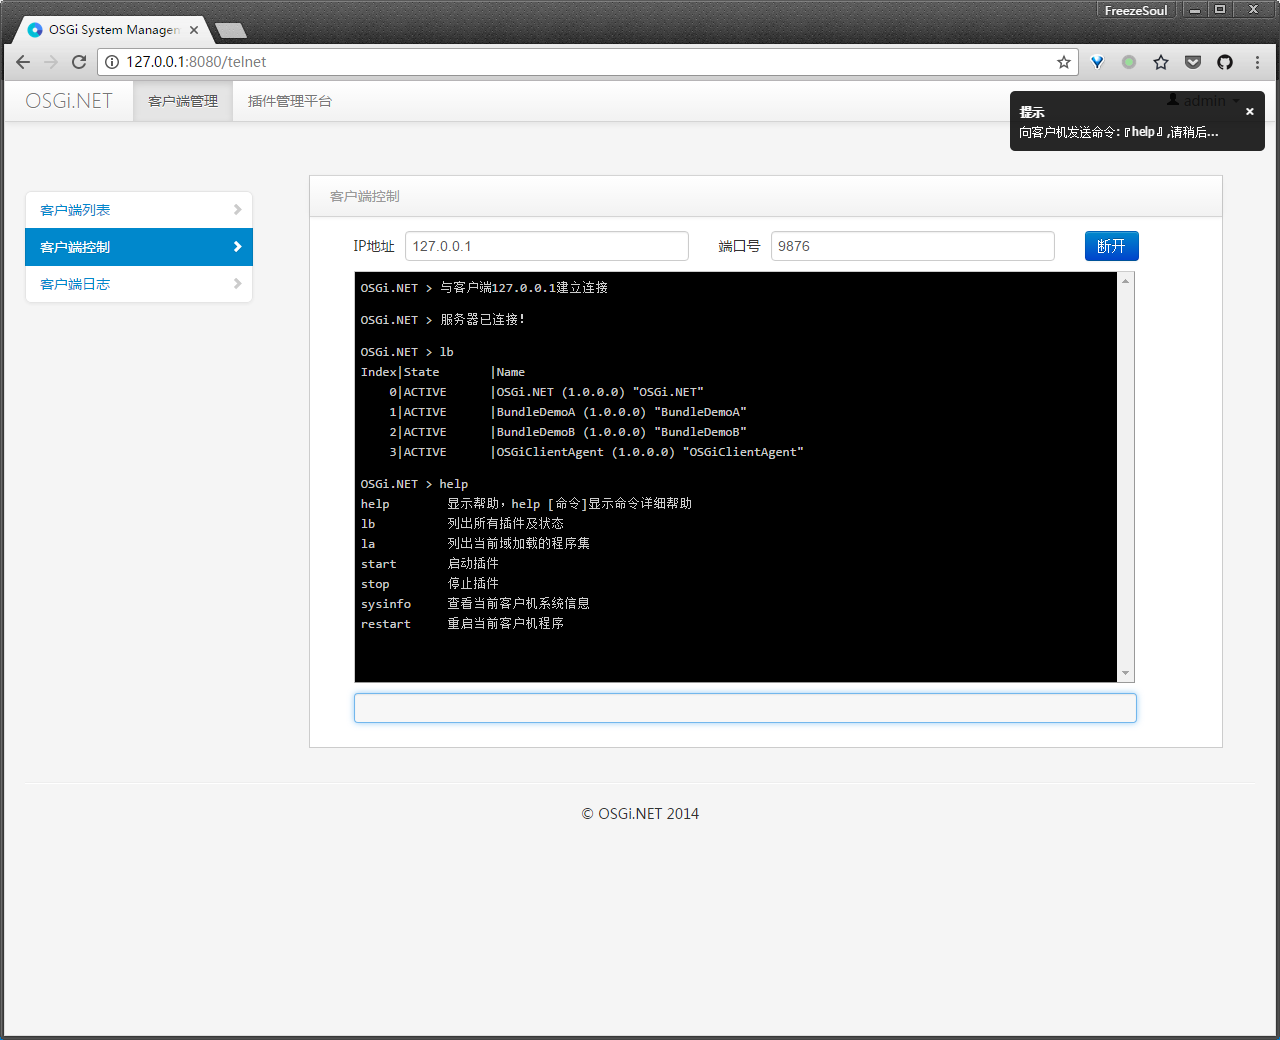 FreezeSoul
OSGi System Managem
127.0.0.1:8080/telnet
OSGi.NET 客户端管理 插件管理平台 admin
提示
向客户机发送命令:『help』,请稍后...
客户端列表
客户端控制
客户端日志
客户端控制
IP地址 127.0.0.1 端口号 9876 断开
OSGi.NET > 与客户端127.0.0.1建立连接
OSGi.NET > 服务器已连接!
OSGi.NET > lb
Index|State |Name
0|ACTIVE |OSGi.NET (1.0.0.0) "OSGi.NET"
1|ACTIVE |BundleDemoA (1.0.0.0) "BundleDemoA"
2|ACTIVE |BundleDemoB (1.0.0.0) "BundleDemoB"
3|ACTIVE |OSGiClientAgent (1.0.0.0) "OSGiClientAgent"
OSGi.NET > help
help 显示帮助，help [命令]显示命令详细帮助
lb 列出所有插件及状态
la 列出当前域加载的程序集
start 启动插件
stop 停止插件
sysinfo 查看当前客户机系统信息
restart 重启当前客户机程序
© OSGi.NET 2014